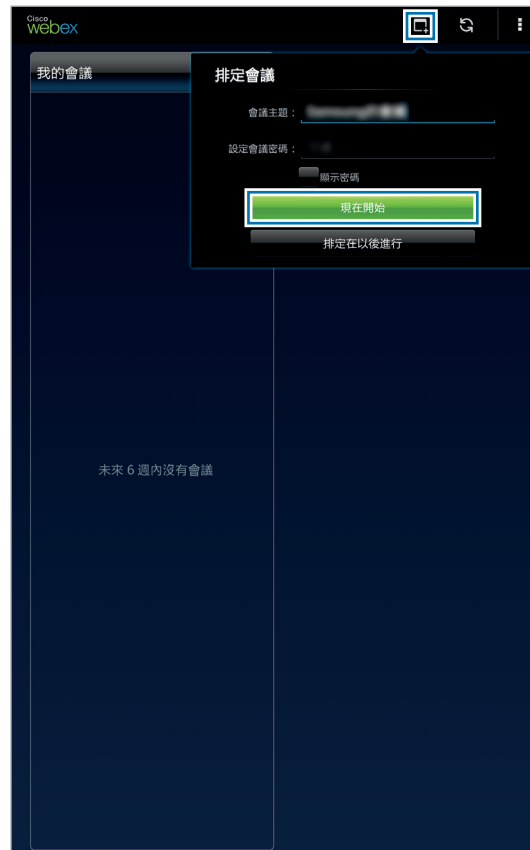 Cisco
webex
我的會議
排定會議
會議主題：
設定會議密碼：
顯示密碼
現在開始
排定在以後進行
未來 6 週內沒有會議